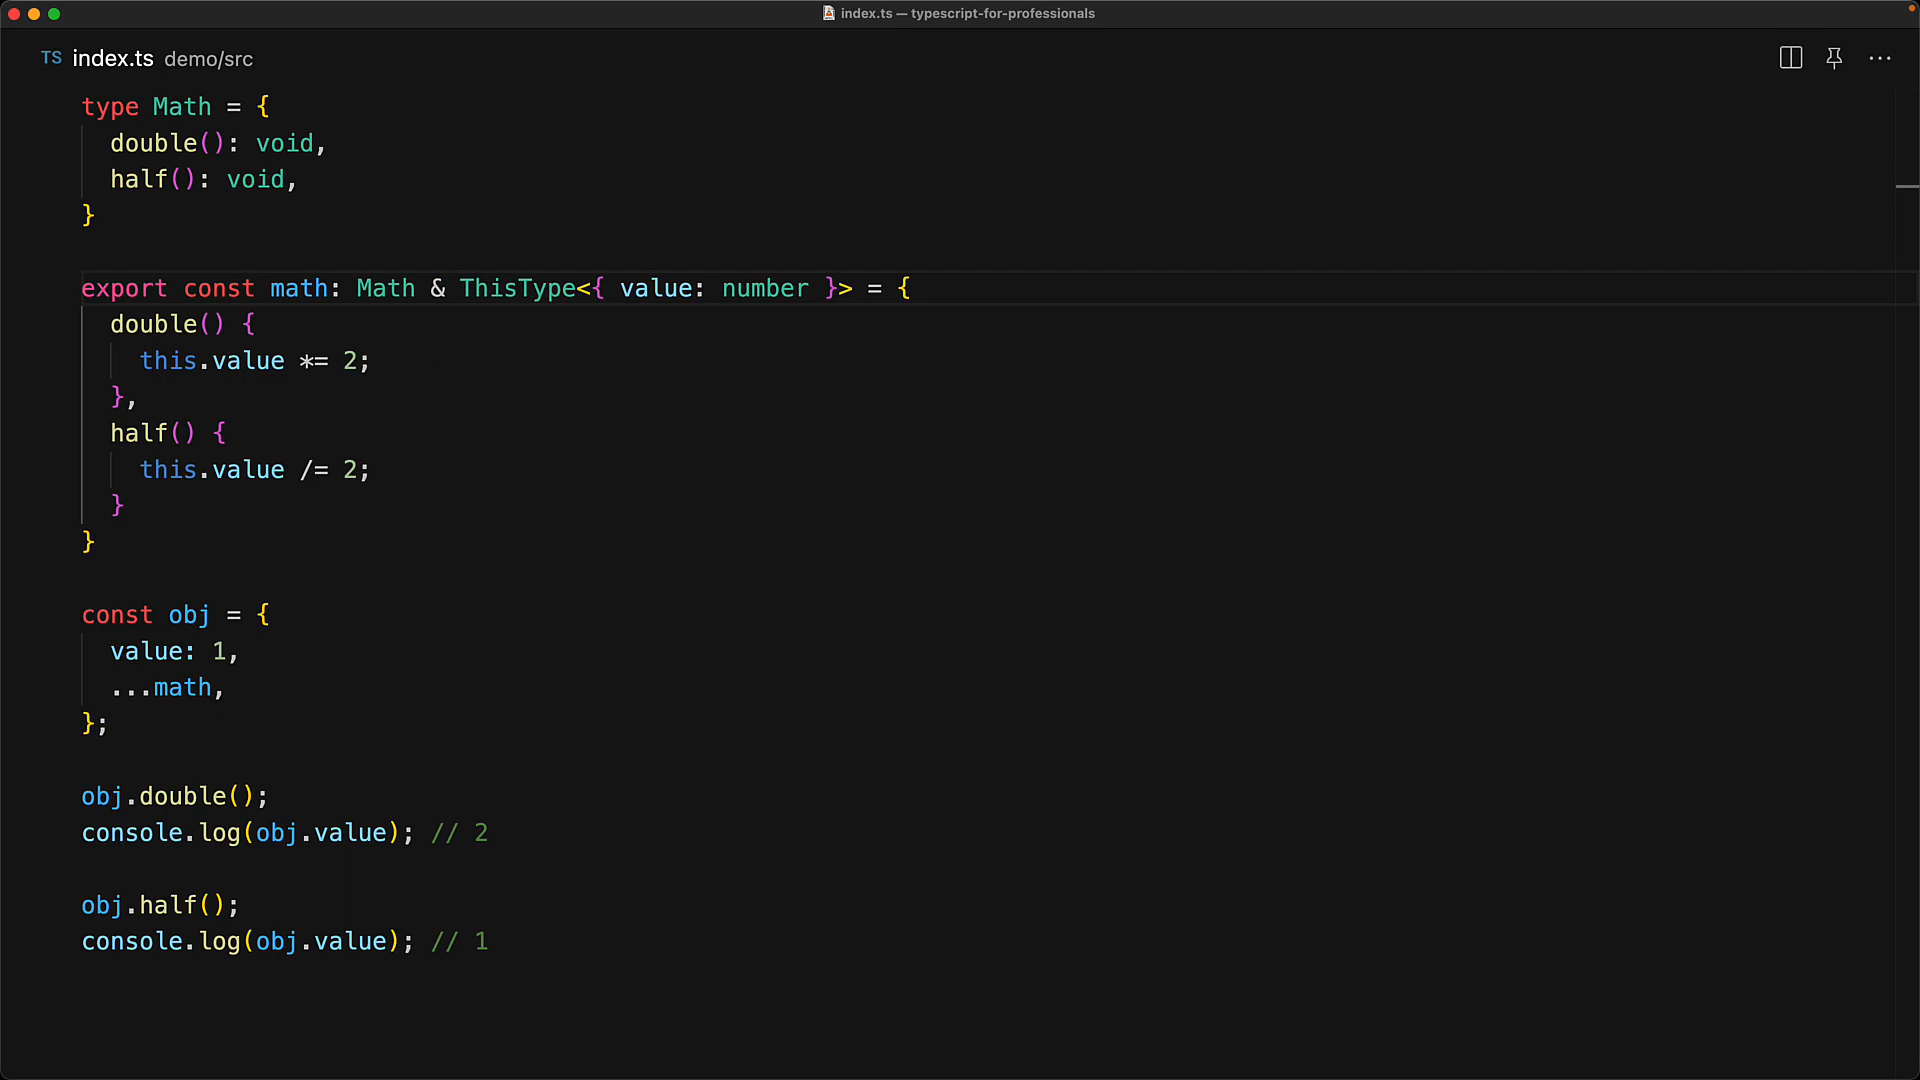 index.ts — typescript-for-professionals
TS index.ts demo/src
type Math = {
  double(): void,
  half(): void,
}
export const math: Math & ThisType<{ value: number }> = {
  double() {
    this.value *= 2;
  },
  half() {
    this.value /= 2;
  }
}
const obj = {
  value: 1,
  ...math,
};
obj.double();
console.log(obj.value); // 2
obj.half();
console.log(obj.value); // 1